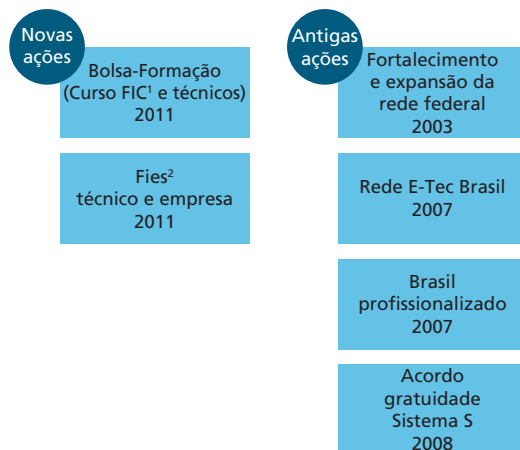 Novas
ações
Bolsa-Formação
(Curso FIC¹ e técnicos)
2011
Fies²
técnico e empresa
2011
Antigas
ações
Fortalecimento
e expansão da
rede federal
2003
Rede E-Tec Brasil
2007
Brasil
profissionalizado
2007
Acordo
gratuidade
Sistema S
2008